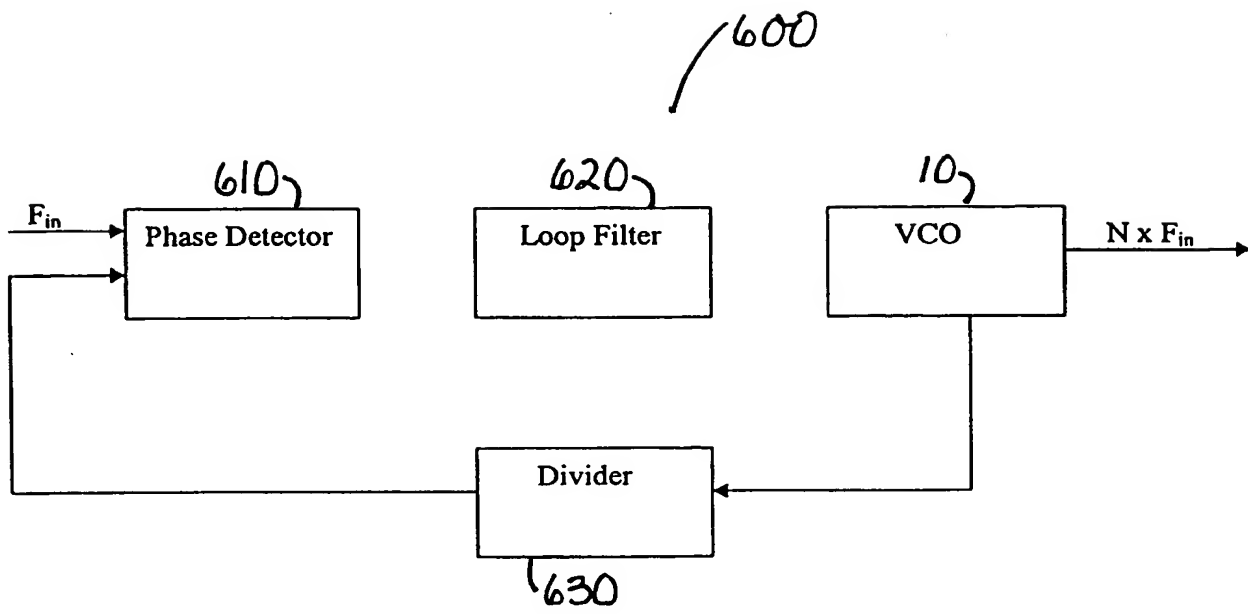 600
610
620
10
F_in
Phase Detector
Loop Filter
VCO
N x F_in
Divider
630